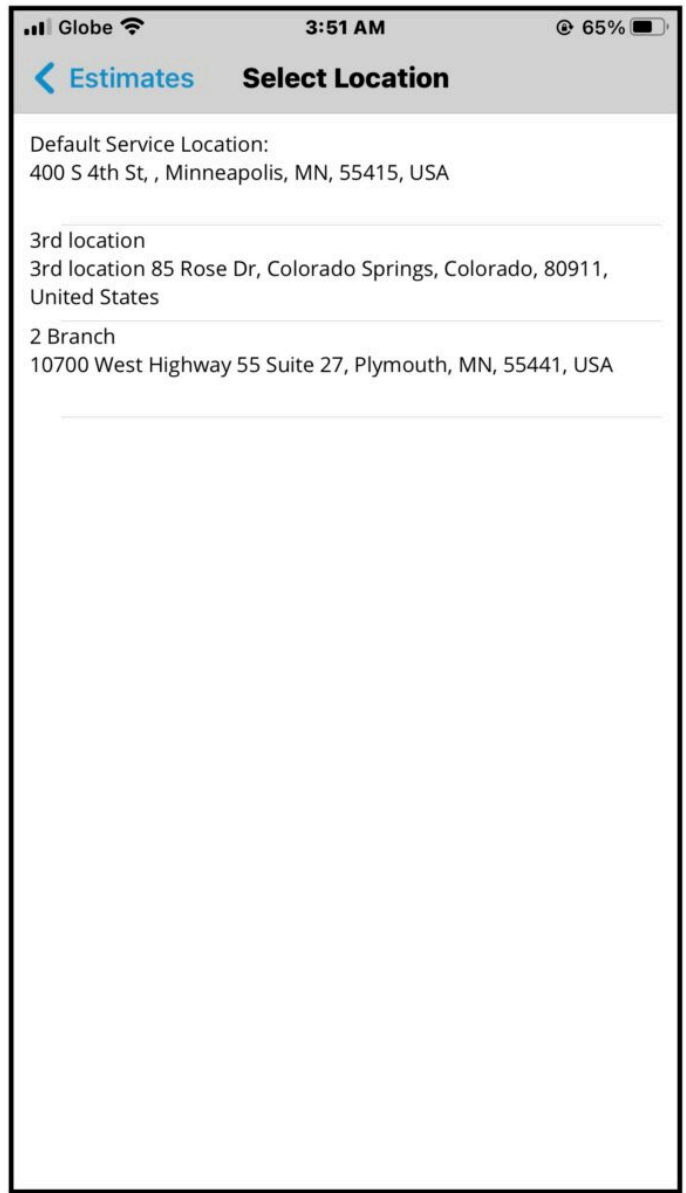 Globe 3:51 AM 65%
Estimates Select Location
Default Service Location:
400 S 4th St, , Minneapolis, MN, 55415, USA
3rd location
3rd location 85 Rose Dr, Colorado Springs, Colorado, 80911,
United States
2 Branch
10700 West Highway 55 Suite 27, Plymouth, MN, 55441, USA